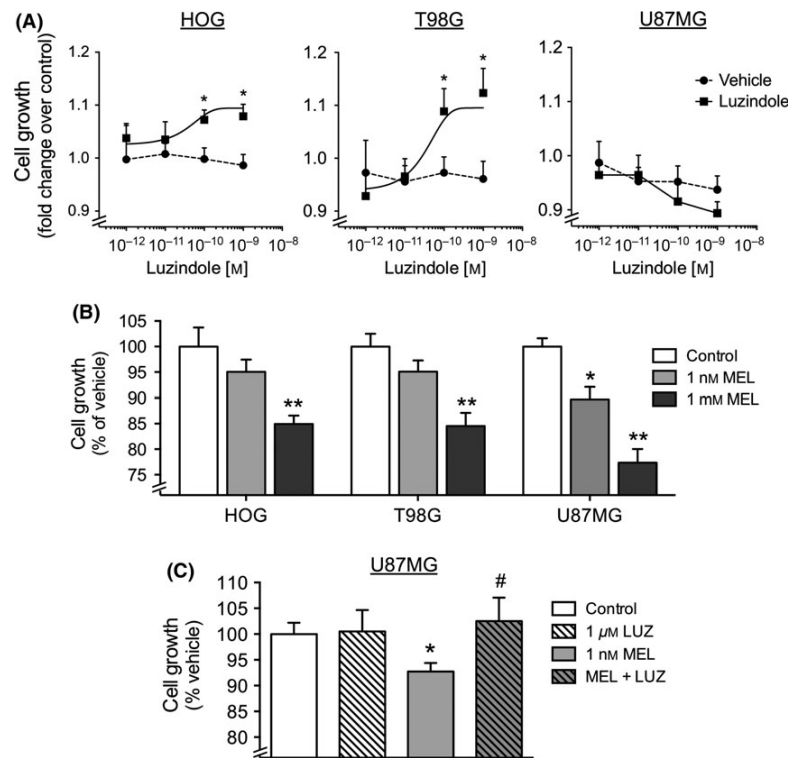 (A)
HOG
T98G
U87MG
Cell growth
(fold change over control)
1.2
1.1
1.0
0.9
* *
10⁻¹² 10⁻¹¹ 10⁻¹⁰ 10⁻⁹ 10⁻⁸
Luzindole [M]
1.2
1.1
1.0
0.9
* *
10⁻¹² 10⁻¹¹ 10⁻¹⁰ 10⁻⁹ 10⁻⁸
Luzindole [M]
1.2
1.1
1.0
0.9
10⁻¹² 10⁻¹¹ 10⁻¹⁰ 10⁻⁹ 10⁻⁸
Luzindole [M]
Vehicle
Luzindole
(B)
Cell growth
(% of vehicle)
105
100
95
90
85
80
75
**
**
*
**
HOG T98G U87MG
Control
1 nM MEL
1 mM MEL
(C)
U87MG
Cell growth
(% vehicle)
110
105
100
95
90
85
80
*
#
Control
1 μM LUZ
1 nM MEL
MEL + LUZ